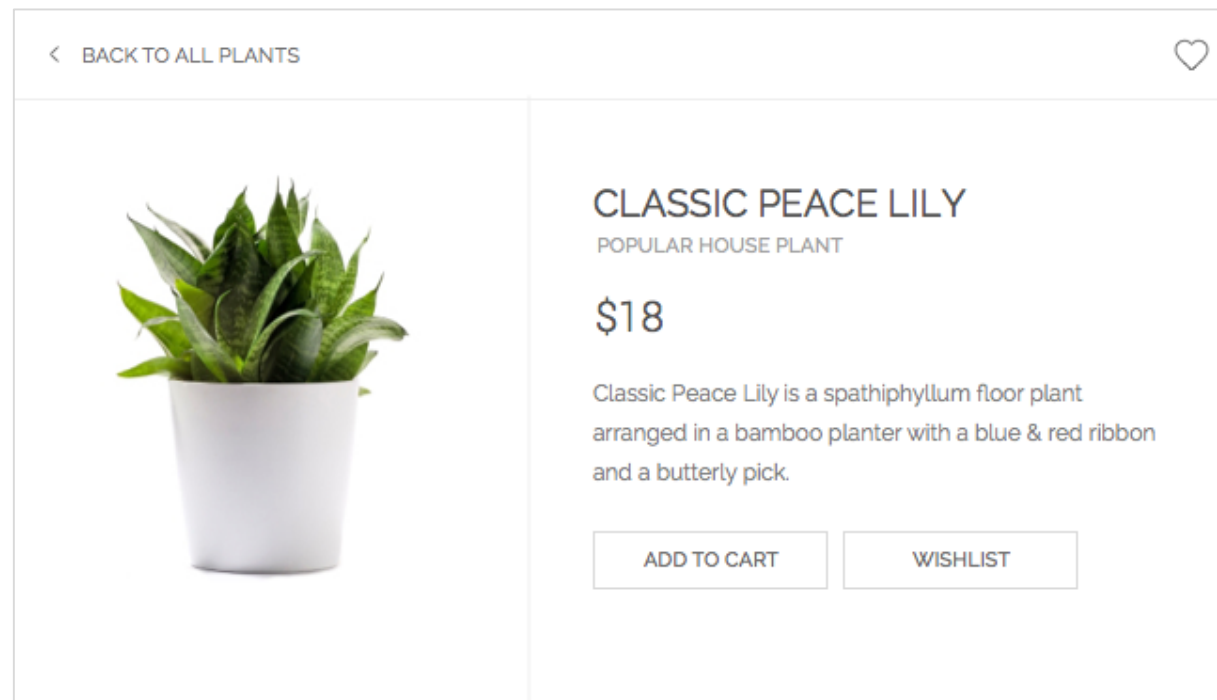 BACK TO ALL PLANTS
CLASSIC PEACE LILY
POPULAR HOUSE PLANT
$18
Classic Peace Lily is a spathiphyllum floor plant
arranged in a bamboo planter with a blue & red ribbon
and a butterly pick.
ADD TO CART
WISHLIST